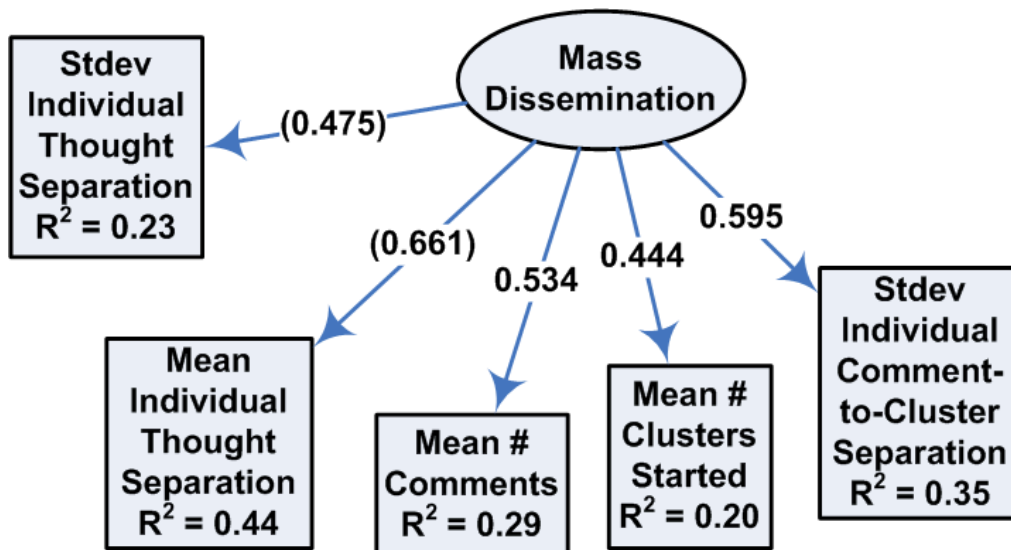 Mass
Dissemination
Stdev
Individual
Thought
Separation
R² = 0.23
(0.475)
(0.661)
0.534
0.444
0.595
Mean
Individual
Thought
Separation
R² = 0.44
Mean #
Comments
R² = 0.29
Mean #
Clusters
Started
R² = 0.20
Stdev
Individual
Comment-
to-Cluster
Separation
R² = 0.35